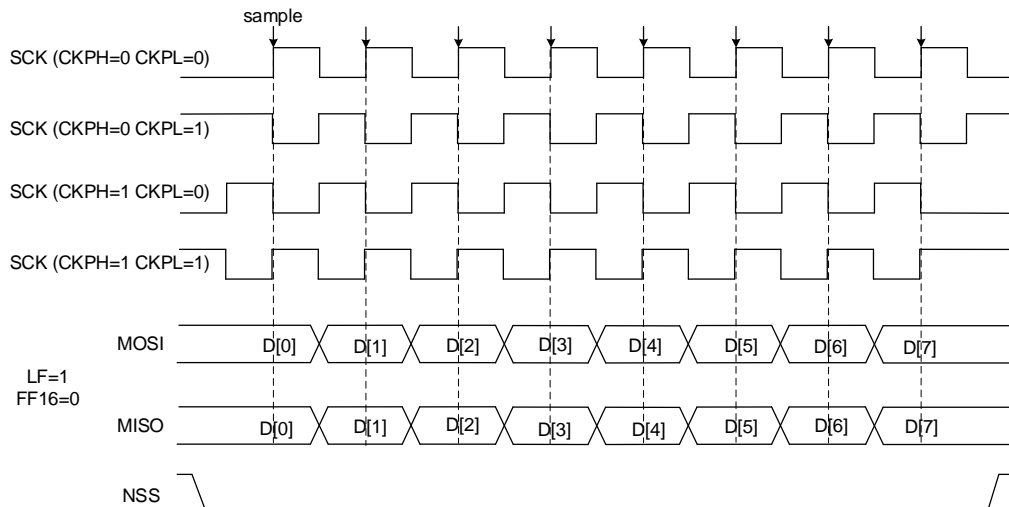 sample
SCK (CKPH=0 CKPL=0)
SCK (CKPH=0 CKPL=1)
SCK (CKPH=1 CKPL=0)
SCK (CKPH=1 CKPL=1)
MOSI D[0] D[1] D[2] D[3] D[4] D[5] D[6] D[7]
LF=1
FF16=0
MISO D[0] D[1] D[2] D[3] D[4] D[5] D[6] D[7]
NSS